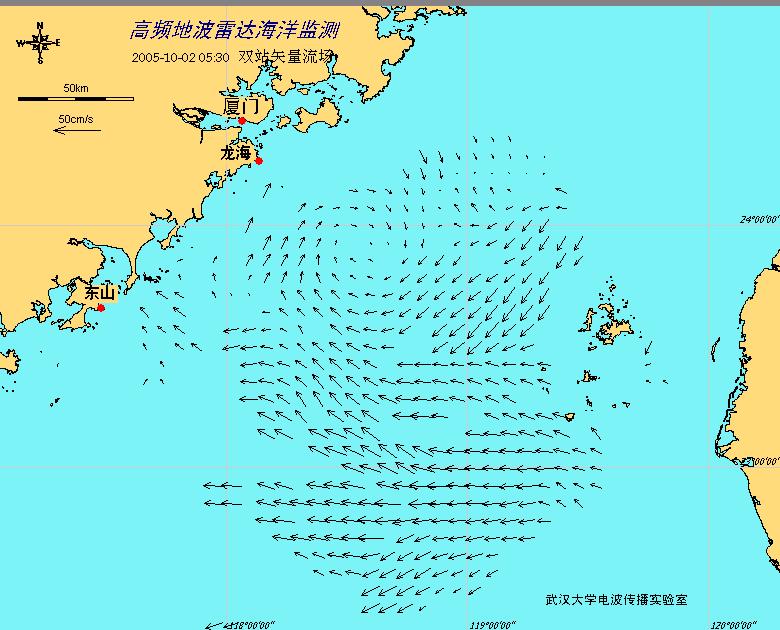 高频地波雷达海洋监测
2005-10-02 05:30 双站矢量流场
N
W E
S
50km
50cm/s
厦门
龙海
24°00'00"
东山
00'00"
武汉大学电波传播实验室
118°00'00"
119°00'00"
120°00'00"